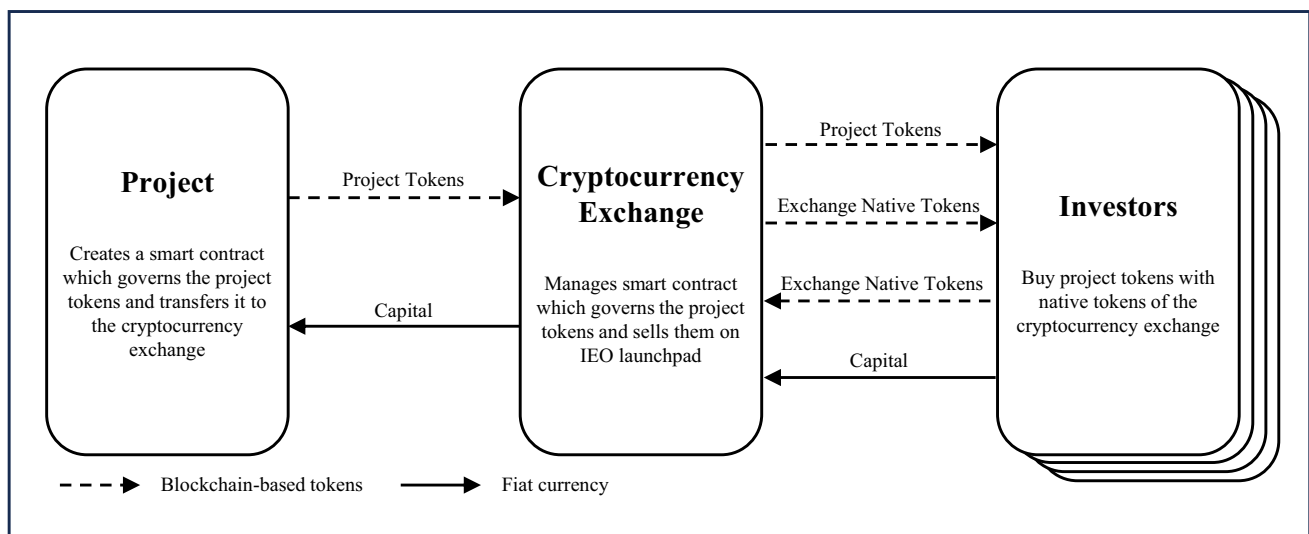 Project
Creates a smart contract
which governs the project
tokens and transfers it to
the cryptocurrency
exchange
Project Tokens
Capital
Cryptocurrency
Exchange
Manages smart contract
which governs the project
tokens and sells them on
IEO launchpad
Project Tokens
Exchange Native Tokens
Exchange Native Tokens
Capital
Investors
Buy project tokens with
native tokens of the
cryptocurrency exchange
Blockchain-based tokens
Fiat currency